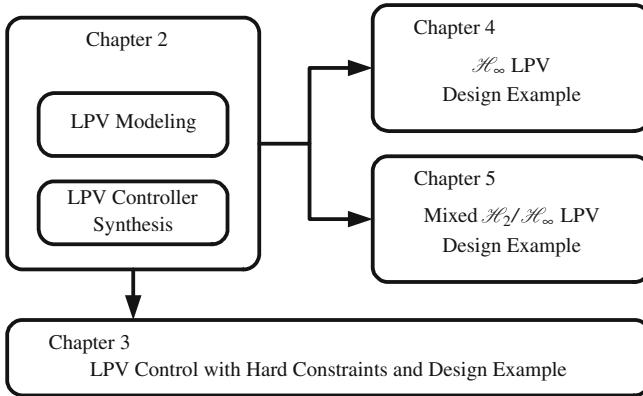 Chapter 2
LPV Modeling
LPV Controller
Synthesis
Chapter 4
ℋ∞ LPV
Design Example
Chapter 5
Mixed ℋ₂/ℋ∞ LPV
Design Example
Chapter 3
LPV Control with Hard Constraints and Design Example